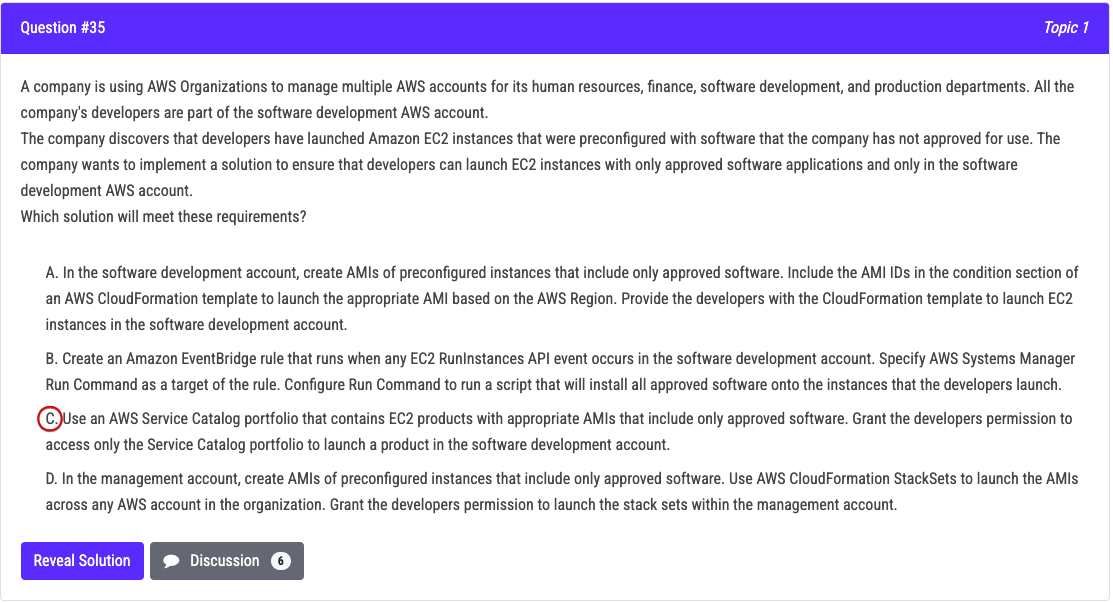 Question #35
Topic 1
A company is using AWS Organizations to manage multiple AWS accounts for its human resources, finance, software development, and production departments. All the
company's developers are part of the software development AWS account.
The company discovers that developers have launched Amazon EC2 instances that were preconfigured with software that the company has not approved for use. The
company wants to implement a solution to ensure that developers can launch EC2 instances with only approved software applications and only in the software
development AWS account.
Which solution will meet these requirements?
A. In the software development account, create AMIs of preconfigured instances that include only approved software. Include the AMI IDs in the condition section of
an AWS CloudFormation template to launch the appropriate AMI based on the AWS Region. Provide the developers with the CloudFormation template to launch EC2
instances in the software development account.
B. Create an Amazon EventBridge rule that runs when any EC2 RunInstances API event occurs in the software development account. Specify AWS Systems Manager
Run Command as a target of the rule. Configure Run Command to run a script that will install all approved software onto the instances that the developers launch.
C. Use an AWS Service Catalog portfolio that contains EC2 products with appropriate AMIs that include only approved software. Grant the developers permission to
access only the Service Catalog portfolio to launch a product in the software development account.
D. In the management account, create AMIs of preconfigured instances that include only approved software. Use AWS CloudFormation StackSets to launch the AMIs
across any AWS account in the organization. Grant the developers permission to launch the stack sets within the management account.
Reveal Solution
Discussion 6